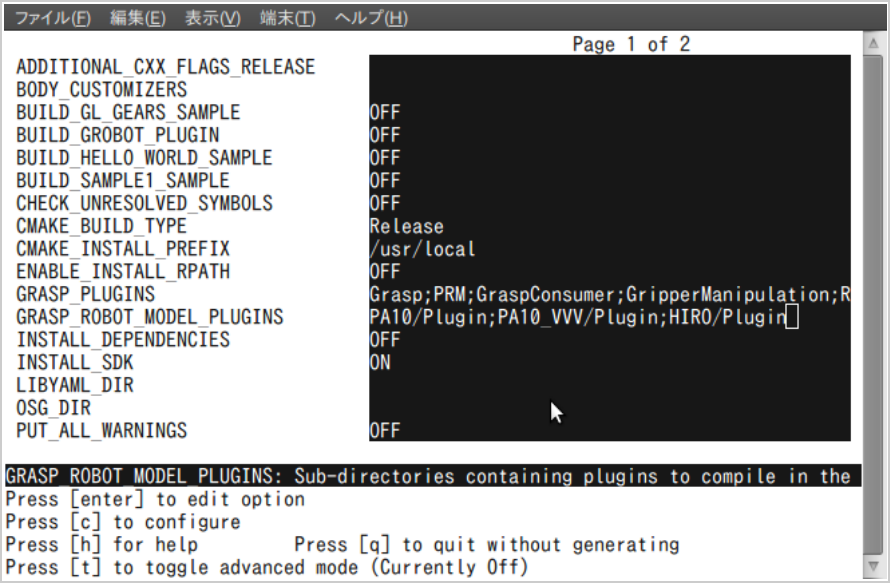 ファイル(F) 編集(E) 表示(V) 端末(T) ヘルプ(H)
Page 1 of 2
ADDITIONAL_CXX_FLAGS_RELEASE
BODY_CUSTOMIZERS
BUILD_GL_GEARS_SAMPLE OFF
BUILD_GROBOT_PLUGIN OFF
BUILD_HELLO_WORLD_SAMPLE OFF
BUILD_SAMPLE1_SAMPLE OFF
CHECK_UNRESOLVED_SYMBOLS OFF
CMAKE_BUILD_TYPE Release
CMAKE_INSTALL_PREFIX /usr/local
ENABLE_INSTALL_RPATH OFF
GRASP_PLUGINS Grasp;PRM;GraspConsumer;GripperManipulation;R
GRASP_ROBOT_MODEL_PLUGINS PA10/Plugin;PA10_VVV/Plugin;HIRO/Plugin
INSTALL_DEPENDENCIES OFF
INSTALL_SDK ON
LIBYAML_DIR
OSG_DIR
PUT_ALL_WARNINGS OFF
GRASP_ROBOT_MODEL_PLUGINS: Sub-directories containing plugins to compile in the
Press [enter] to edit option
Press [c] to configure
Press [h] for help Press [q] to quit without generating
Press [t] to toggle advanced mode (Currently Off)